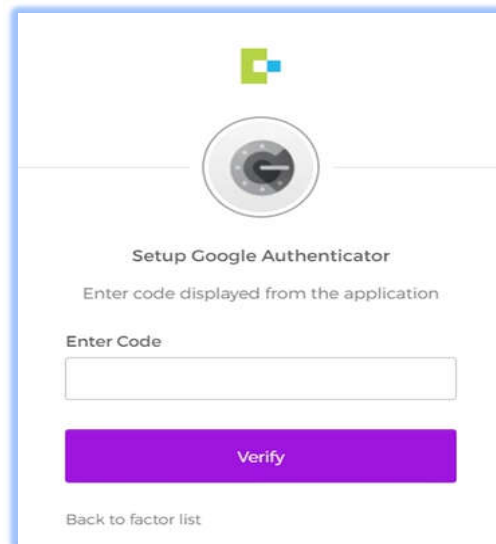 Setup Google Authenticator
Enter code displayed from the application
Enter Code
Verify
Back to factor list